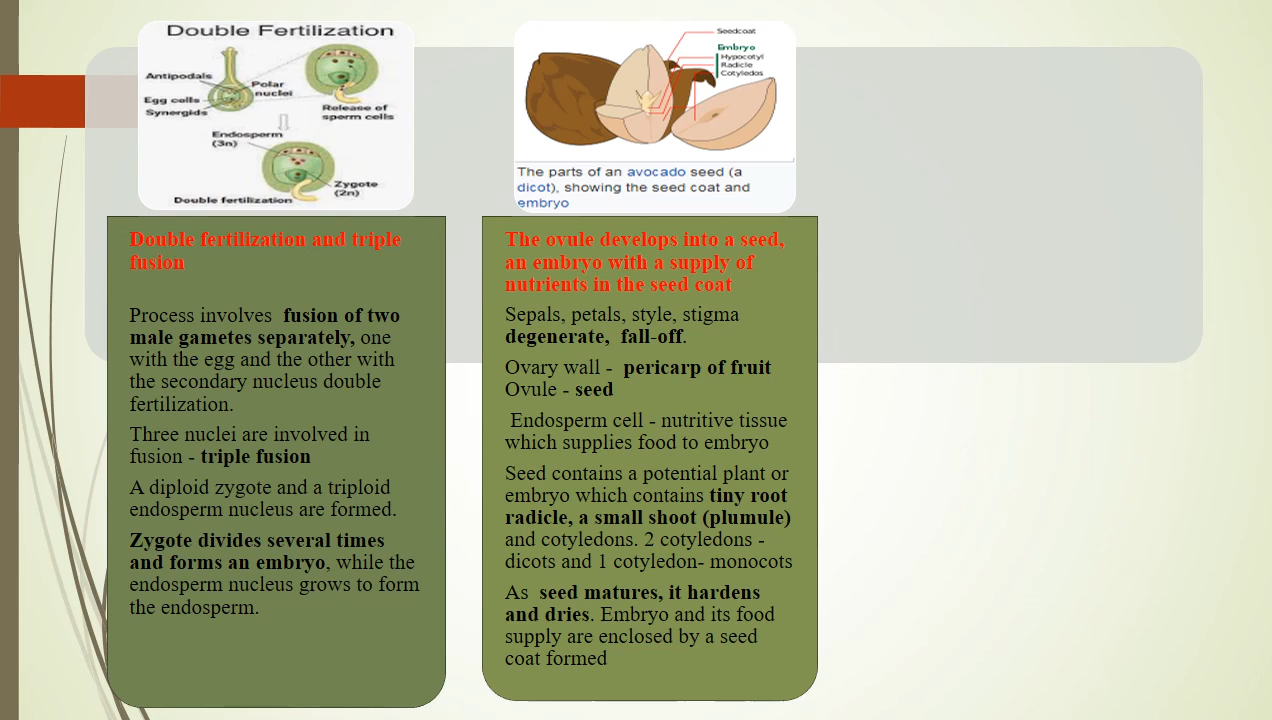 Double Fertilization
Antipodals
Polar
nuclei
Egg cells
Synergids
Release of
sperm cells
Endosperm
(3n)
Zygote
(2n)
Double fertilization
Seedcoat
Embryo
Hypocotyl
Radicle
Cotyledos
The parts of an avocado seed (a
dicot), showing the seed coat and
embryo
Double fertilization and triple
fusion
Process involves fusion of two
male gametes separately, one
with the egg and the other with
the secondary nucleus double
fertilization.
Three nuclei are involved in
fusion - triple fusion
A diploid zygote and a triploid
endosperm nucleus are formed.
Zygote divides several times
and forms an embryo, while the
endosperm nucleus grows to form
the endosperm.
The ovule develops into a seed,
an embryo with a supply of
nutrients in the seed coat
Sepals, petals, style, stigma
degenerate, fall-off.
Ovary wall - pericarp of fruit
Ovule - seed
Endosperm cell - nutritive tissue
which supplies food to embryo
Seed contains a potential plant or
embryo which contains tiny root
radicle, a small shoot (plumule)
and cotyledons. 2 cotyledons -
dicots and 1 cotyledon- monocots
As seed matures, it hardens
and dries. Embryo and its food
supply are enclosed by a seed
coat formed